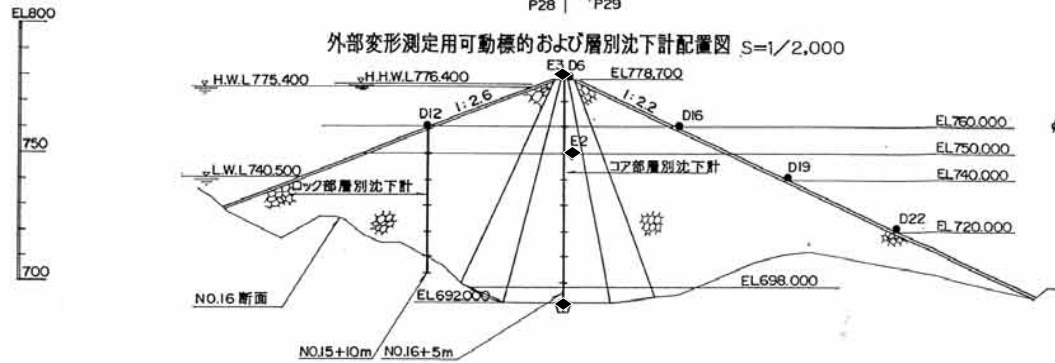 P28 P29
EL800
外部変形測定用可動標的および層別沈下計配置図 S=1/2,000
E3 D6
H.W.L 775.400
H.H.W.L 776.400
EL778.700
1:2.6
1:2.2
D12
D16
EL760.000
750
E2
EL750.000
L.W.L 740.500
コア部層別沈下計
D19
EL740.000
ロック部層別沈下計
D22
EL720.000
700
EL698.000
NO.16 断面
EL692.000
NO.15+10m
NO.16+5m